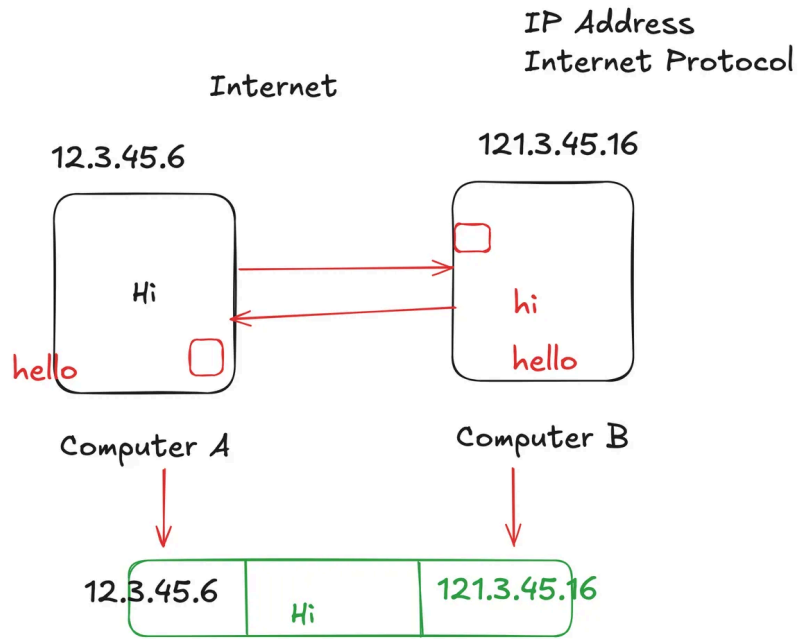 IP Address
Internet Protocol
Internet
12.3.45.6
121.3.45.16
Hi
hi
hello
hello
Computer A
Computer B
12.3.45.6
Hi
121.3.45.16